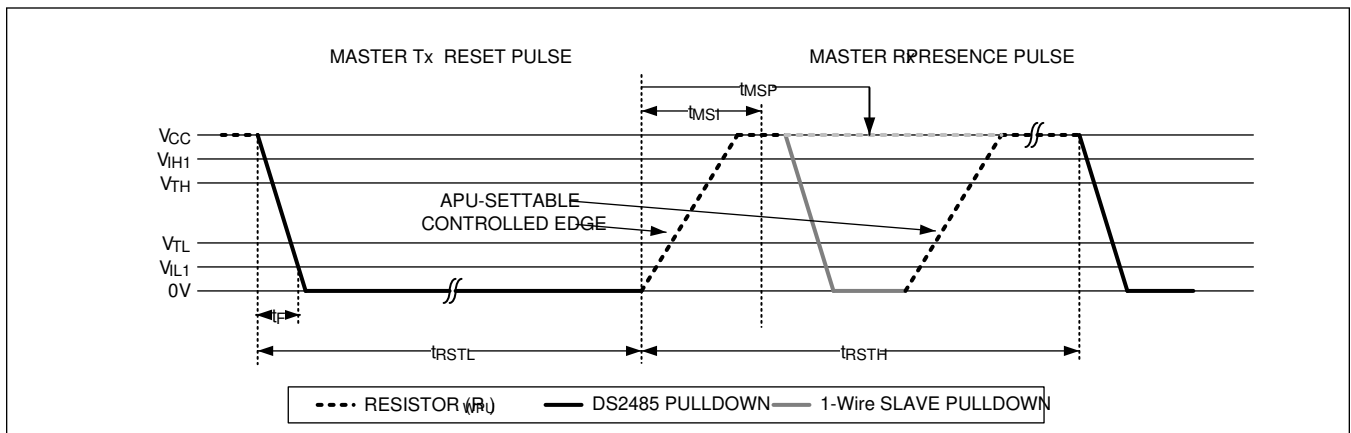 MASTER Tx RESET PULSE
MASTER Rx PRESENCE PULSE
tMSP
tMSI
VCC
VIH1
VTH
APU-SETTABLE
CONTROLLED EDGE
VTL
VIL1
0V
tF
tRSTL
tRSTH
RESISTOR (RWPU)
DS2485 PULLDOWN
1-Wire SLAVE PULLDOWN